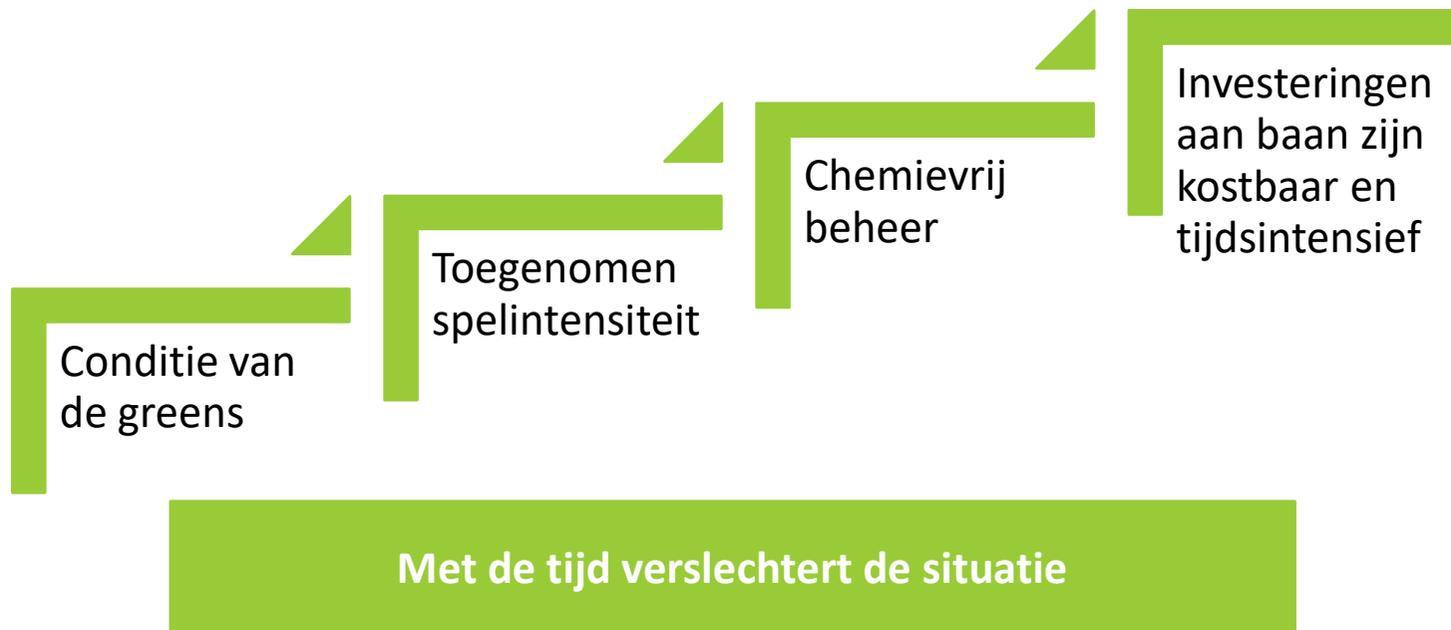 Conditie van
de greens
Toegenomen
spelintensiteit
Chemievrij
beheer
Investeringen
aan baan zijn
kostbaar en
tijdsintensief
Met de tijd verslechtert de situatie